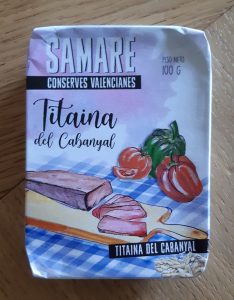 SAMARE
CONSERVES VALENCIANES
PESO NETO
100 G
Titaina
del Cabanyal
TITAINA DEL CABANYAL